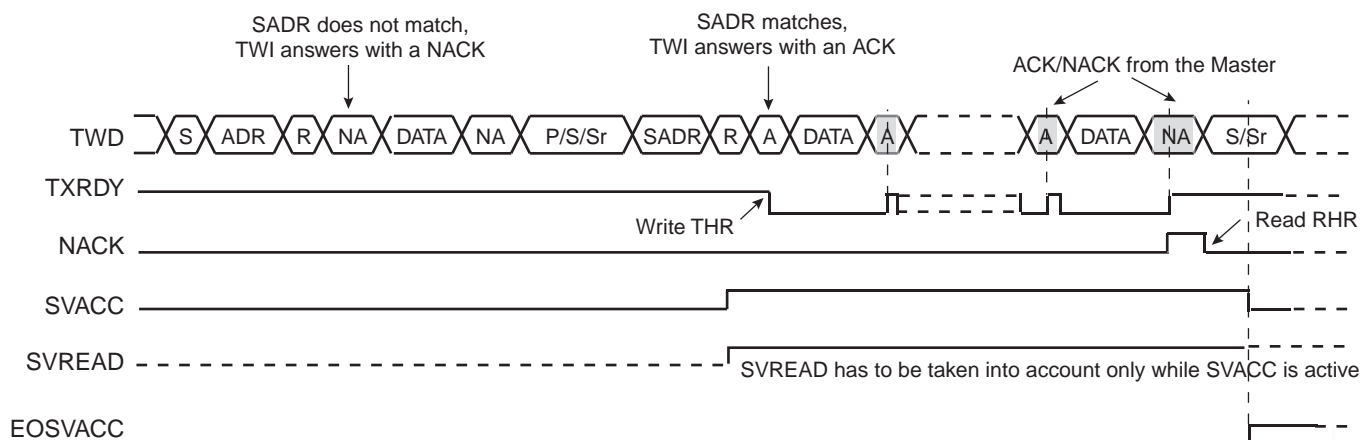 SADR does not match,
TWI answers with a NACK
SADR matches,
TWI answers with an ACK
ACK/NACK from the Master
TWD S ADR R NA DATA NA P/S/Sr SADR R A DATA A A DATA NA S/Sr
TXRDY
Write THR
Read RHR
NACK
SVACC
SVREAD
SVREAD has to be taken into account only while SVACC is active
EOSVACC